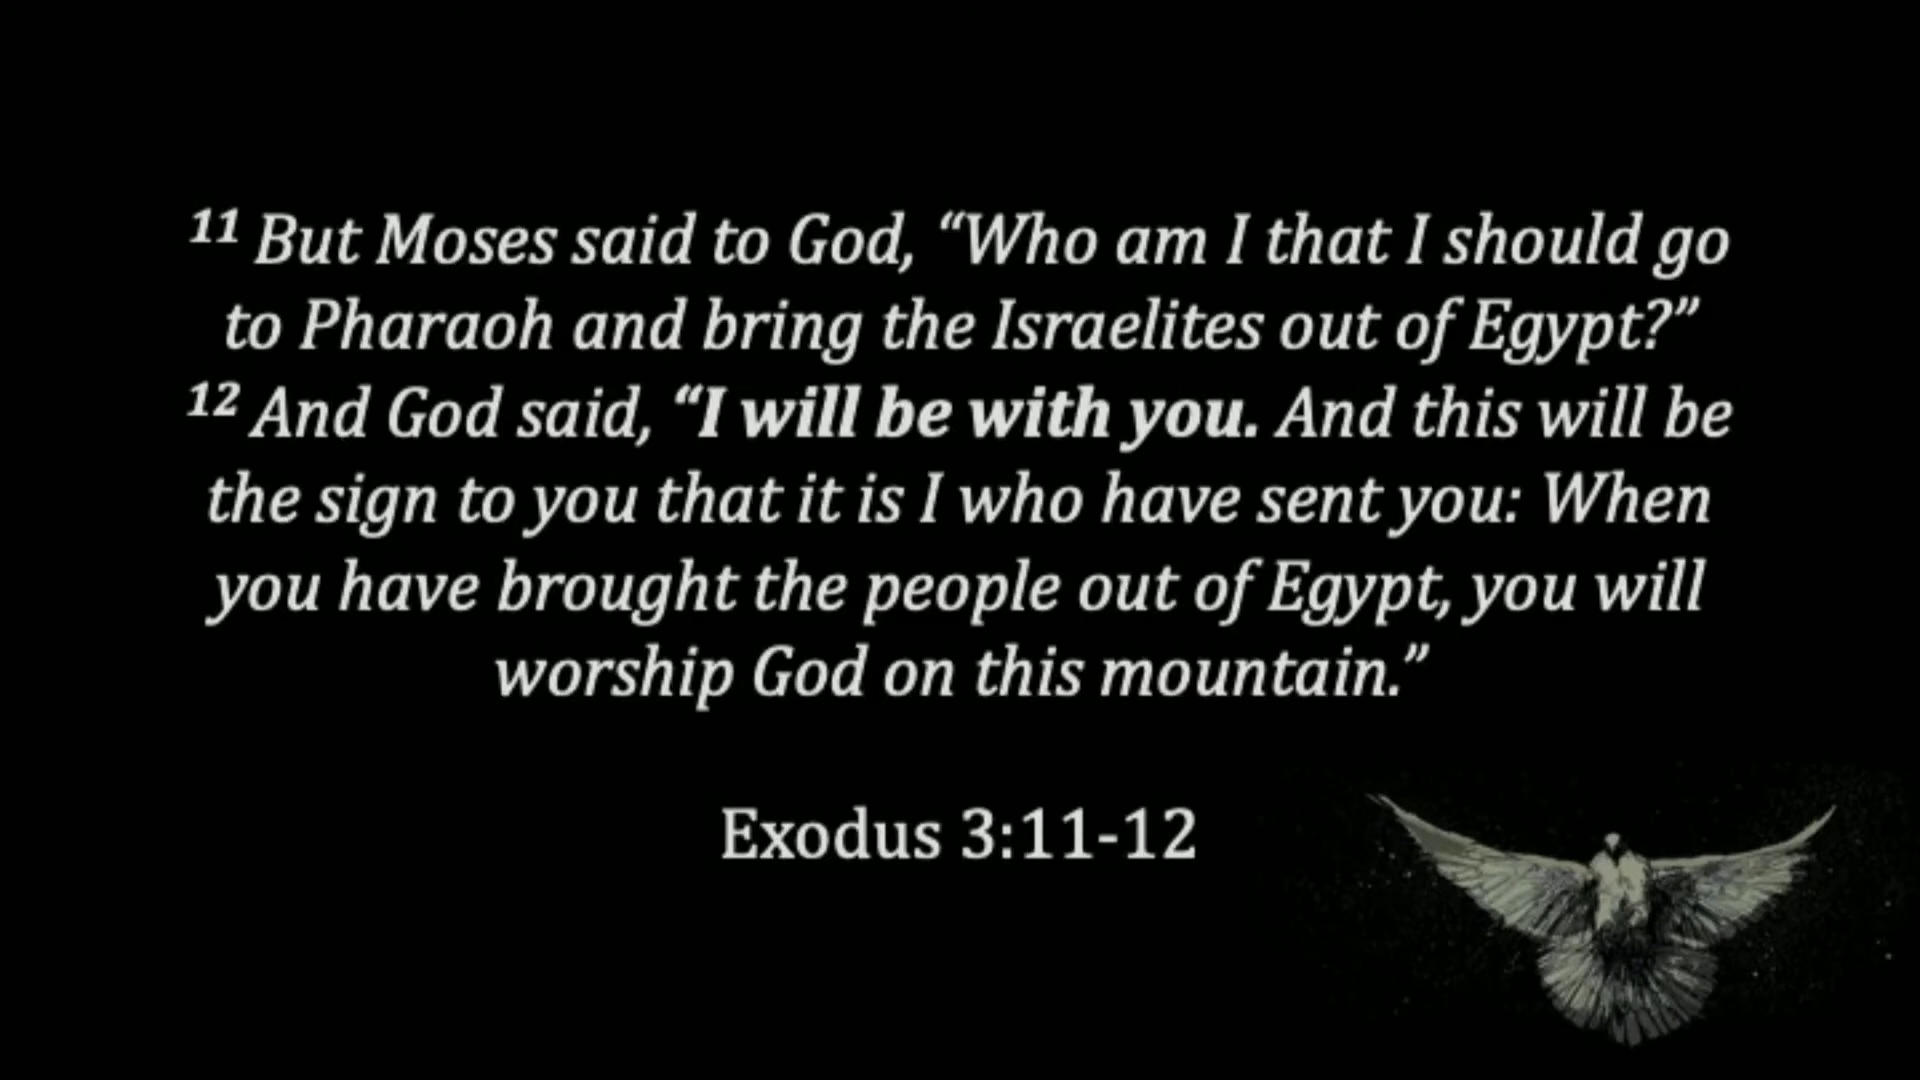 11 But Moses said to God, “Who am I that I should go
to Pharaoh and bring the Israelites out of Egypt?”
12 And God said, “I will be with you. And this will be
the sign to you that it is I who have sent you: When
you have brought the people out of Egypt, you will
worship God on this mountain.”
Exodus 3:11-12